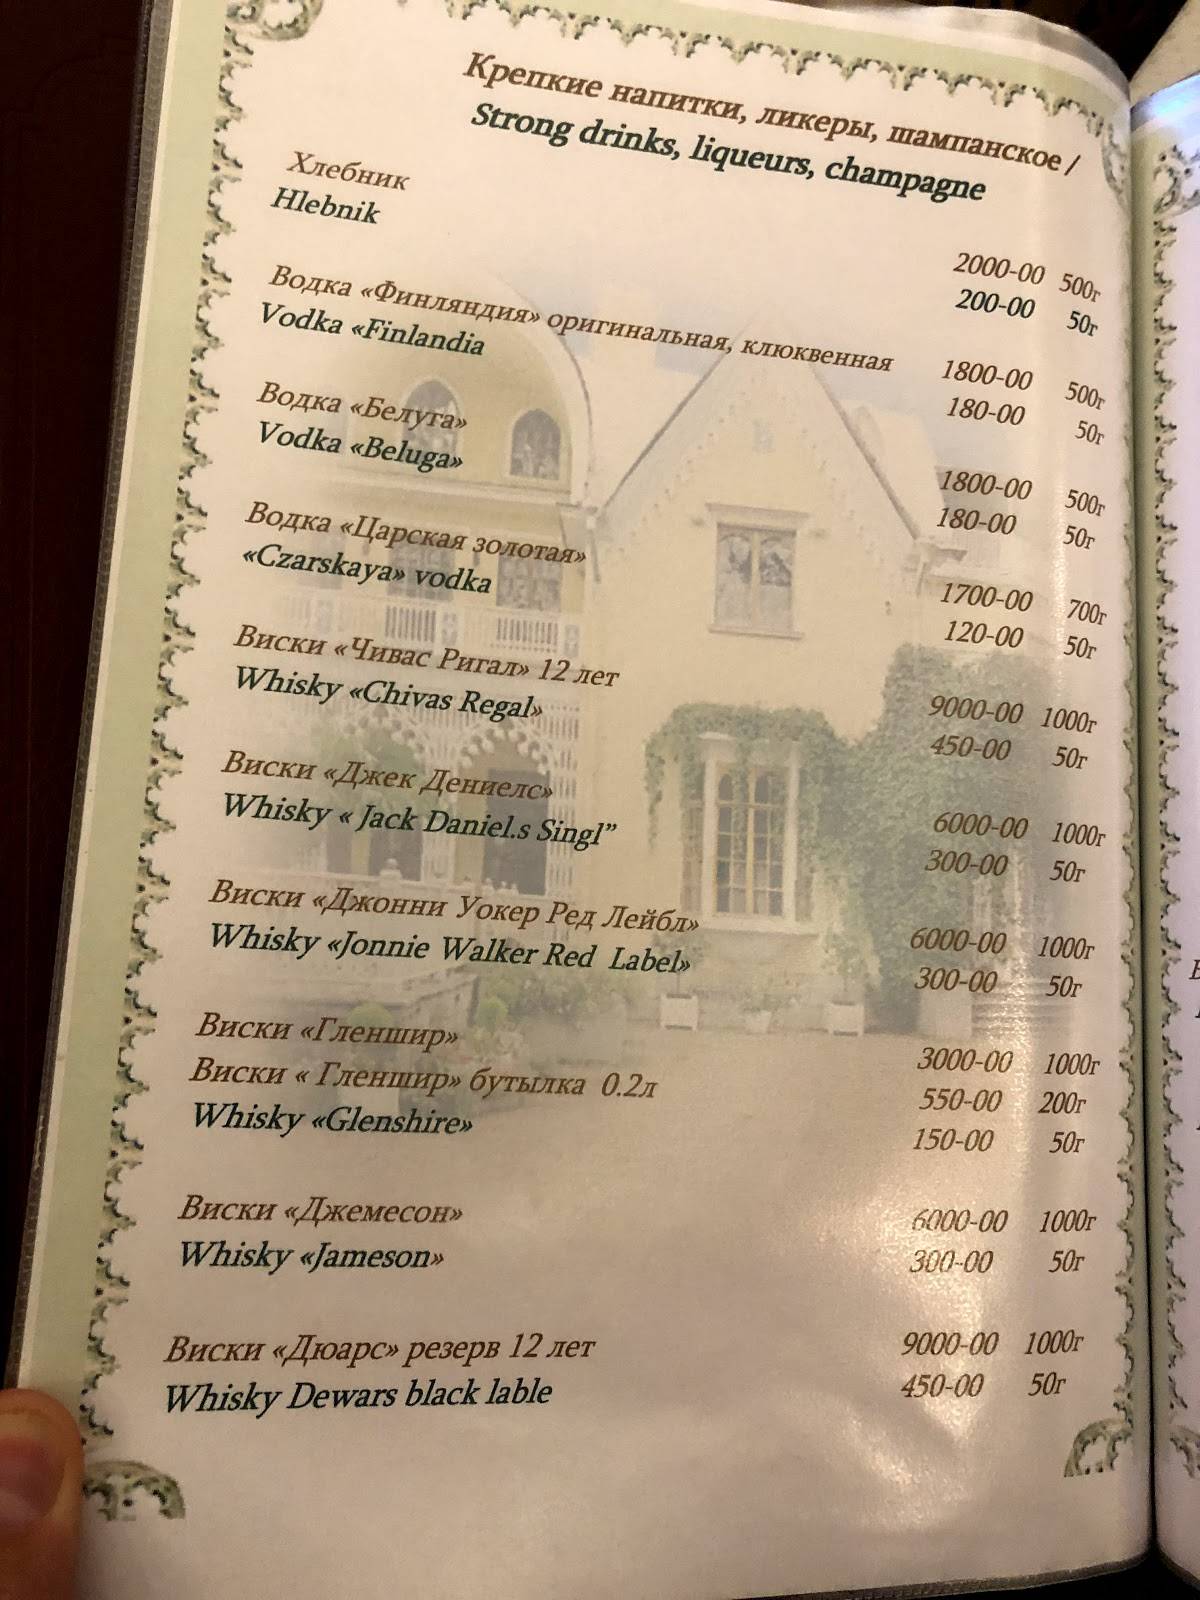 Крепкие напитки, ликеры, шампанское /
Strong drinks, liqueurs, champagne
Хлебник
Hlebnik
2000-00 500г
200-00 50г
Водка «Финляндия» оригинальная, клюквенная
Vodka «Finlandia
1800-00 500г
180-00 50г
Водка «Белуга»
Vodka «Beluga»
1800-00 500г
180-00 50г
Водка «Царская золотая»
«Czarskaya» vodka
1700-00 700г
120-00 50г
Виски «Чивас Ригал» 12 лет
Whisky «Chivas Regal»
9000-00 1000г
450-00 50г
Виски «Джек Дениелс»
Whisky « Jack Daniel.s Singl”
6000-00 1000г
300-00 50г
Виски «Джонни Уокер Ред Лейбл»
Whisky «Jonnie Walker Red Label»
6000-00 1000г
300-00 50г
Виски «Гленшир»
Виски « Гленшир» бутылка 0.2л
Whisky «Glenshire»
3000-00 1000г
550-00 200г
150-00 50г
Виски «Джемесон»
Whisky «Jameson»
6000-00 1000г
300-00 50г
Виски «Дюарс» резерв 12 лет
Whisky Dewars black lable
9000-00 1000г
450-00 50г